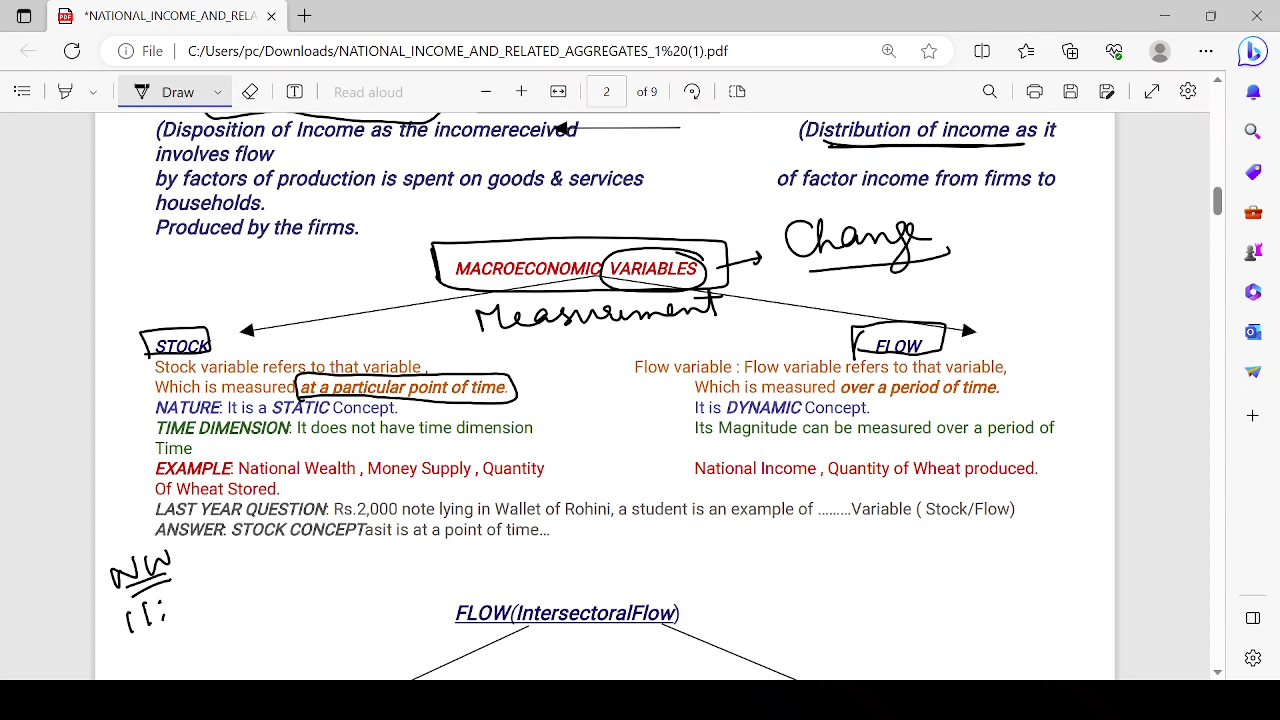 *NATIONAL_INCOME_AND_RELA
File
C:/Users/pc/Downloads/NATIONAL_INCOME_AND_RELATED_AGGREGATES_1%20(1).pdf
Draw
Read aloud
2 of 9
(Disposition of Income as the incomereceived (Distribution of income as it
involves flow
by factors of production is spent on goods & services of factor income from firms to
households.
Produced by the firms.
Change
MACROECONOMIC VARIABLES
Measurement
STOCK FLOW
Stock variable refers to that variable , Flow variable : Flow variable refers to that variable,
Which is measured at a particular point of time. Which is measured over a period of time.
NATURE: It is a STATIC Concept. It is DYNAMIC Concept.
TIME DIMENSION: It does not have time dimension Its Magnitude can be measured over a period of
Time
EXAMPLE: National Wealth , Money Supply , Quantity National Income , Quantity of Wheat produced.
Of Wheat Stored.
LAST YEAR QUESTION: Rs.2,000 note lying in Wallet of Rohini, a student is an example of ………Variable ( Stock/Flow)
ANSWER: STOCK CONCEPTasit is at a point of time…
NW
FLOW(IntersectoralFlow)